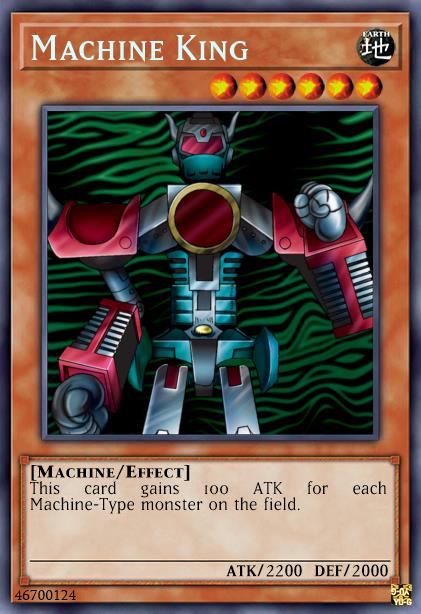 Machine King
EARTH
地
[Machine/Effect]
This card gains 100 ATK for each
Machine-Type monster on the field.
ATK/2200 DEF/2000
46700124